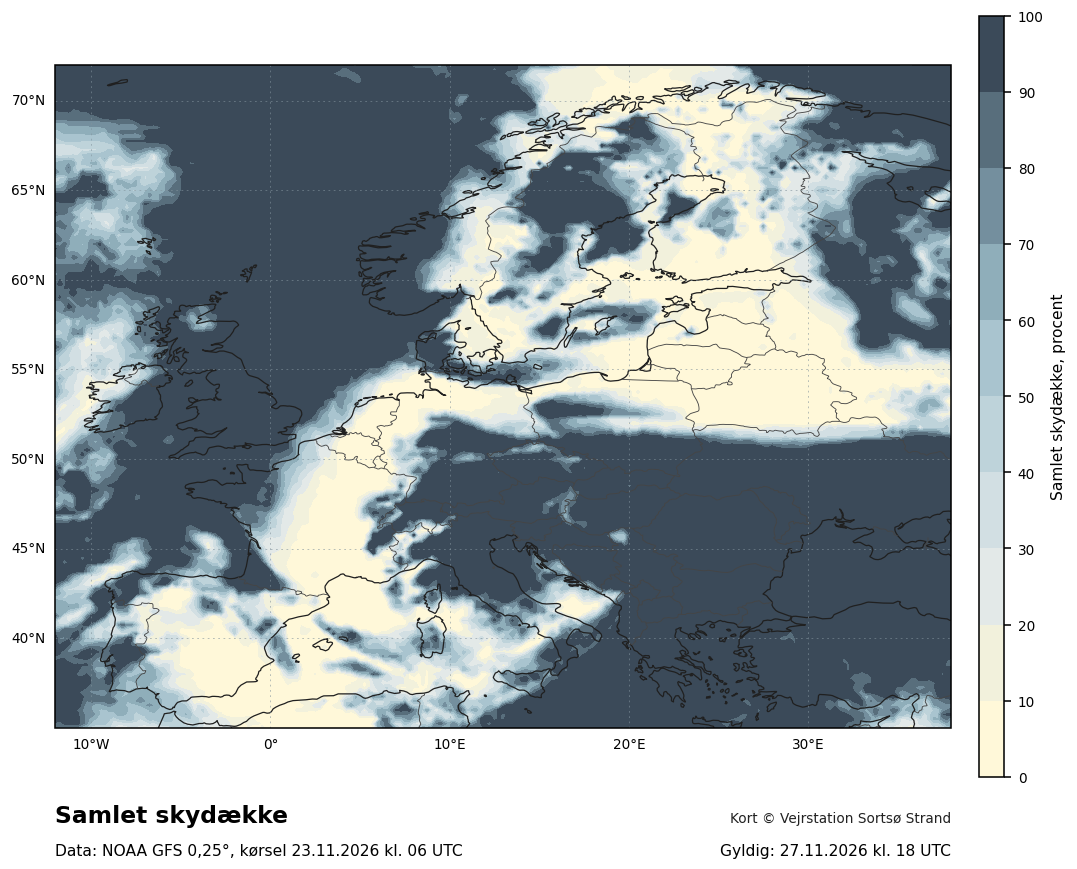 70°N
65°N
60°N
55°N
50°N
45°N
40°N
10°W
0°
10°E
20°E
30°E
100
90
80
70
60
50
40
30
20
10
0
Samlet skydække, procent
Samlet skydække
Kort © Vejrstation Sortsø Strand
Data: NOAA GFS 0,25°, kørsel 23.11.2026 kl. 06 UTC
Gyldig: 27.11.2026 kl. 18 UTC